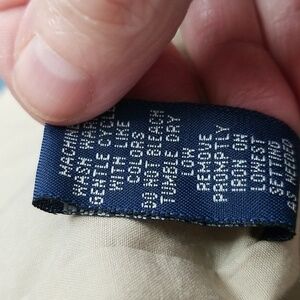 MACHINE
WASH WARM
GENTLE CYCLE
WITH LIKE
COLORS
DO NOT BLEACH
TUMBLE DRY
LOW
REMOVE
PROMPTLY
IRON ON
LOWEST
SETTING
AS NEEDED